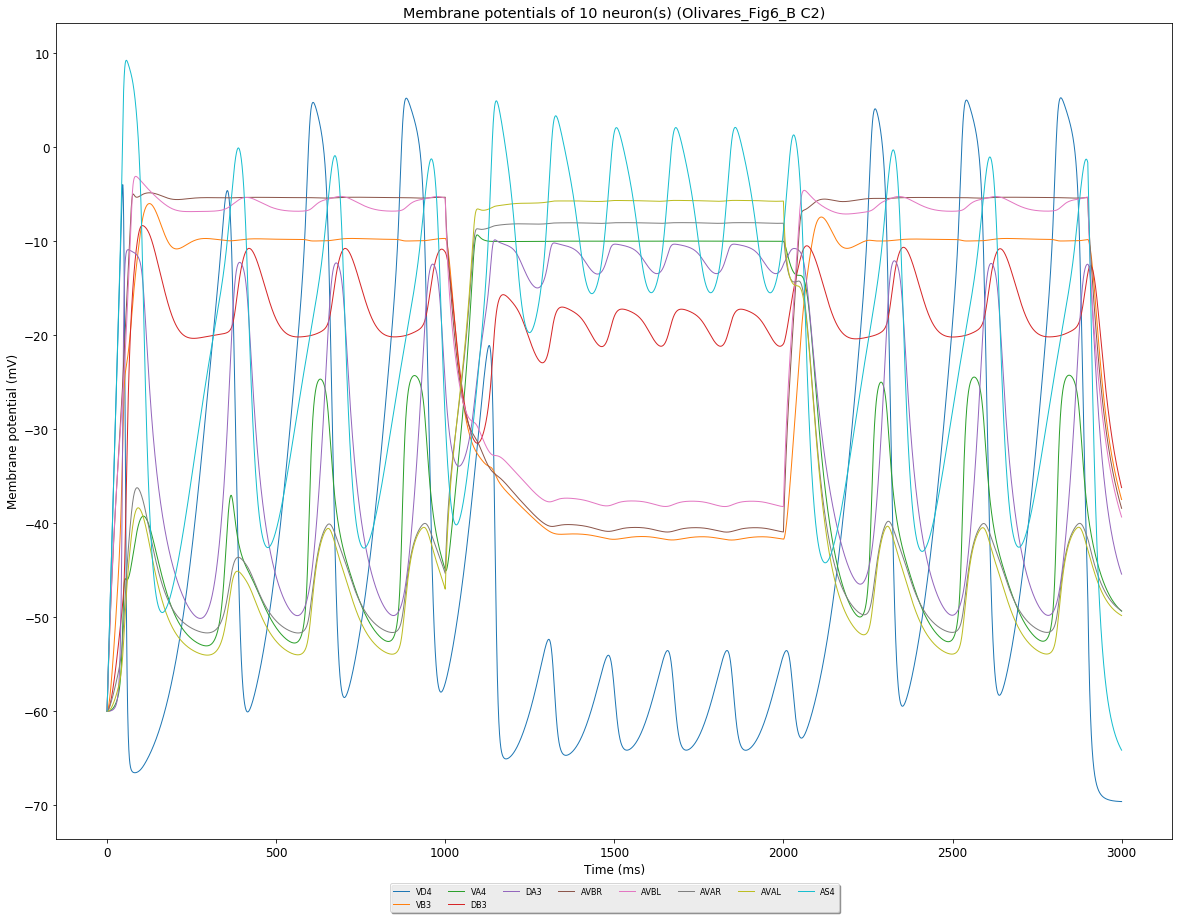 Membrane potentials of 10 neuron(s) (Olivares_Fig6_B C2)
10
0
−10
−20
−30
−40
−50
−60
−70
Membrane potential (mV)
0 500 1000 1500 2000 2500 3000
Time (ms)
VD4 VA4 DA3 AVBR AVBL AVAR AVAL AS4
VB3 DB3